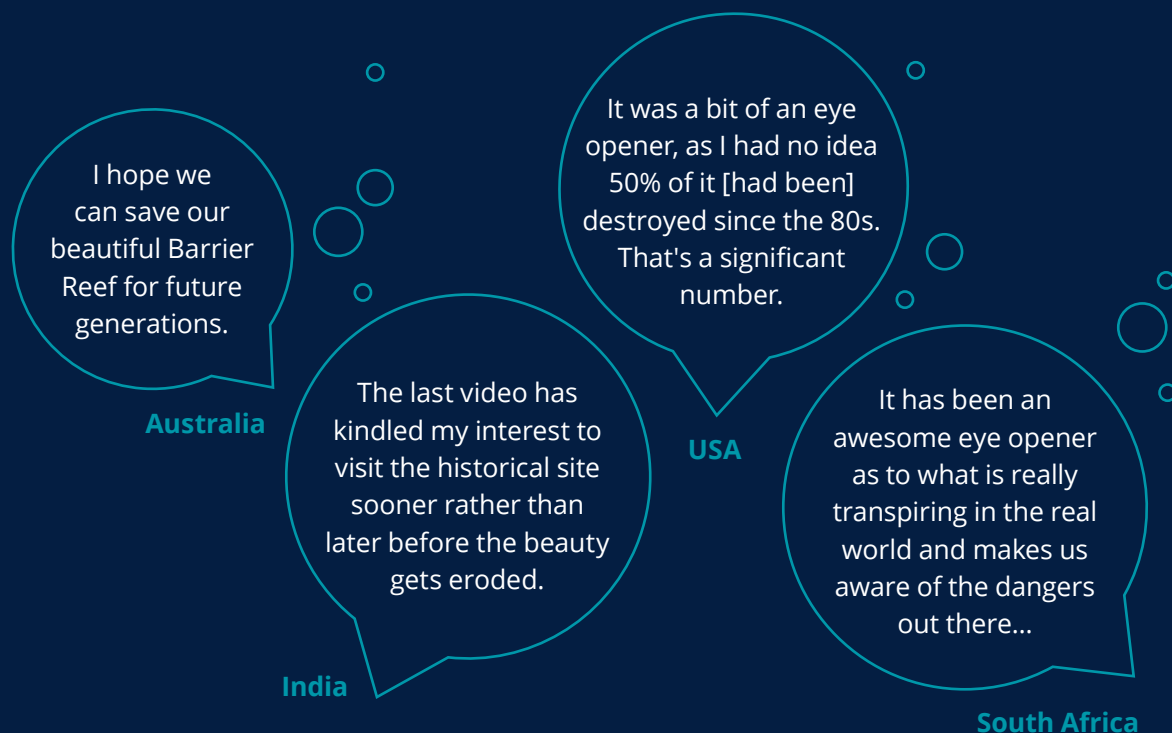 I hope we
can save our
beautiful Barrier
Reef for future
generations.
Australia
The last video has
kindled my interest to
visit the historical site
sooner rather than
later before the beauty
gets eroded.
India
It was a bit of an eye
opener, as I had no idea
50% of it [had been]
destroyed since the 80s.
That's a significant
number.
USA
It has been an
awesome eye opener
as to what is really
transpiring in the real
world and makes us
aware of the dangers
out there...
South Africa